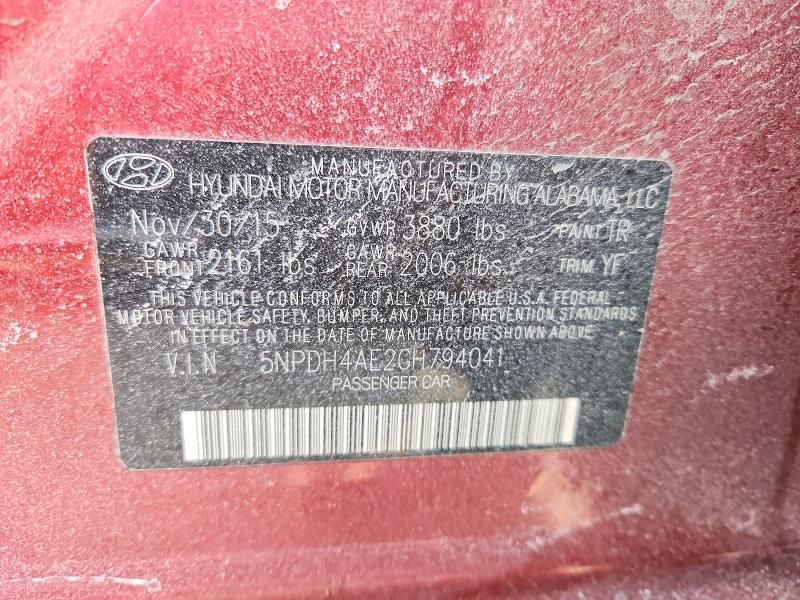 MANUFACTURED BY
HYUNDAI MOTOR MANUFACTURING ALABAMA, LLC
Nov/30/15 GVWR 3880 lbs PAINT TR
GAWR FRONT 2161 lbs GAWR REAR 2006 lbs TRIM YF
THIS VEHICLE CONFORMS TO ALL APPLICABLE U.S.A. FEDERAL
MOTOR VEHICLE SAFETY, BUMPER, AND THEFT PREVENTION STANDARDS
IN EFFECT ON THE DATE OF MANUFACTURE SHOWN ABOVE.
V.I.N 5NPDH4AE2GH794041
PASSENGER CAR